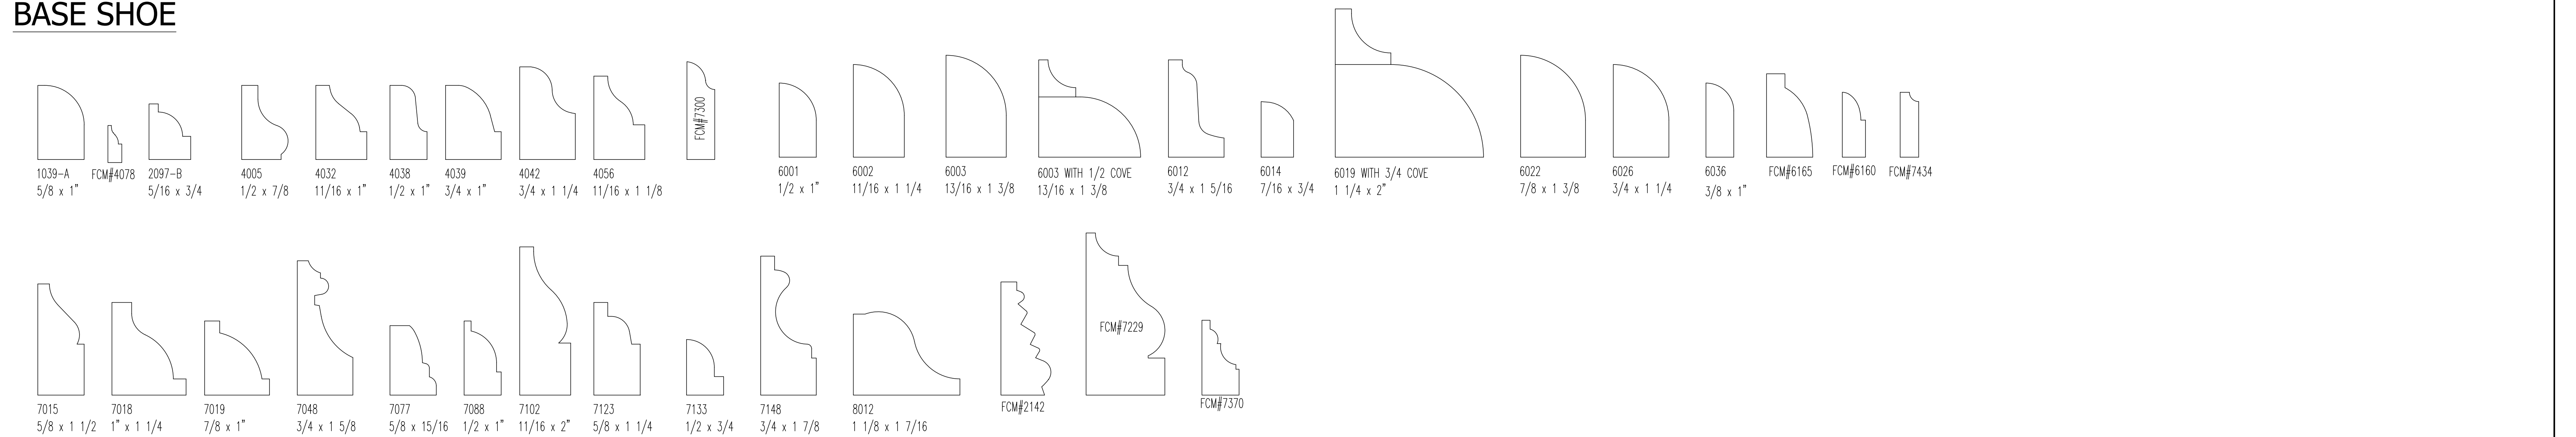 BASE SHOE
FCM#7300
1039-A FCM#4078 2097-B 4005 4032 4038 4039 4042 4056 6001 6002 6003 6003 WITH 1/2 COVE 6012 6014 6019 WITH 3/4 COVE 6022 6026 6036 FCM#6165 FCM#6160 FCM#7434
5/8 x 1" 5/16 x 3/4 1/2 x 7/8 11/16 x 1" 1/2 x 1" 3/4 x 1" 3/4 x 1 1/4 11/16 x 1 1/8 1/2 x 1" 11/16 x 1 1/4 13/16 x 1 3/8 13/16 x 1 3/8 3/4 x 1 5/16 7/16 x 3/4 1 1/4 x 2" 7/8 x 1 3/8 3/4 x 1 1/4 3/8 x 1"
FCM#7229
7015 7018 7019 7048 7077 7088 7102 7123 7133 7148 8012 FCM#2142 FCM#7370
5/8 x 1 1/2 1" x 1 1/4 7/8 x 1" 3/4 x 1 5/8 5/8 x 15/16 1/2 x 1" 11/16 x 2" 5/8 x 1 1/4 1/2 x 3/4 3/4 x 1 7/8 1 1/8 x 1 7/16